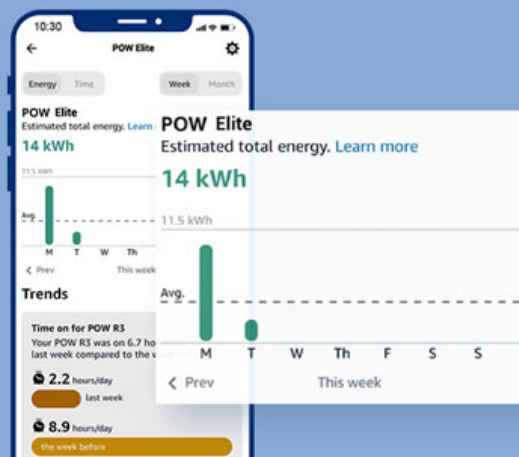 10:30
POW Elite
Energy Time
Week Month
POW Elite
Estimated total energy. Learn
14 kWh
11.5 kWh
Avg.
M T W Th
Prev
This week
Trends
Time on for POW R3
Your POW R3 was on 6.7 ho
last week compared to the w
2.2 hours/day
last week
8.9 hours/day
the week before
POW Elite
Estimated total energy. Learn more
14 kWh
11.5 kWh
Avg.
M T W Th F S S
Prev
This week